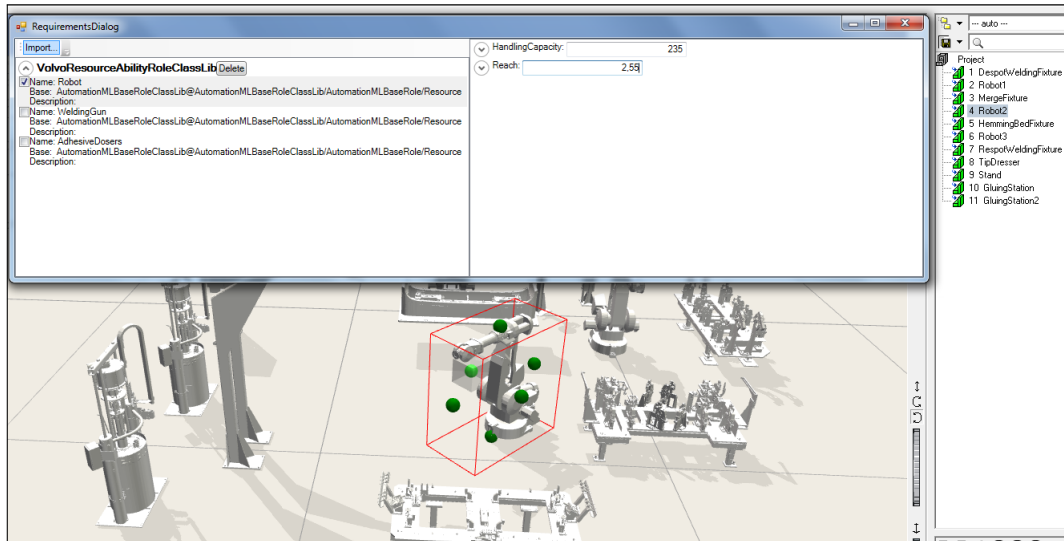 RequirementsDialog
Import...
VolvoResourceAbilityRoleClassLib Delete
Name: Robot
Base: AutomationMLBaseRoleClassLib@AutomationMLBaseRoleClassLib/AutomationMLBaseRole/Resource
Description:
Name: WeldingGun
Base: AutomationMLBaseRoleClassLib@AutomationMLBaseRoleClassLib/AutomationMLBaseRole/Resource
Description:
Name: AdhesiveDosers
Base: AutomationMLBaseRoleClassLib@AutomationMLBaseRoleClassLib/AutomationMLBaseRole/Resource
Description:
HandlingCapacity: 235
Reach: 2,55
--- auto ---
Project
1 DespotWeldingFixture
2 Robot1
3 MergeFixture
4 Robot2
5 HemmingBedFixture
6 Robot3
7 RespotWeldingFixture
8 TipDresser
9 Stand
10 GluingStation
11 GluingStation2